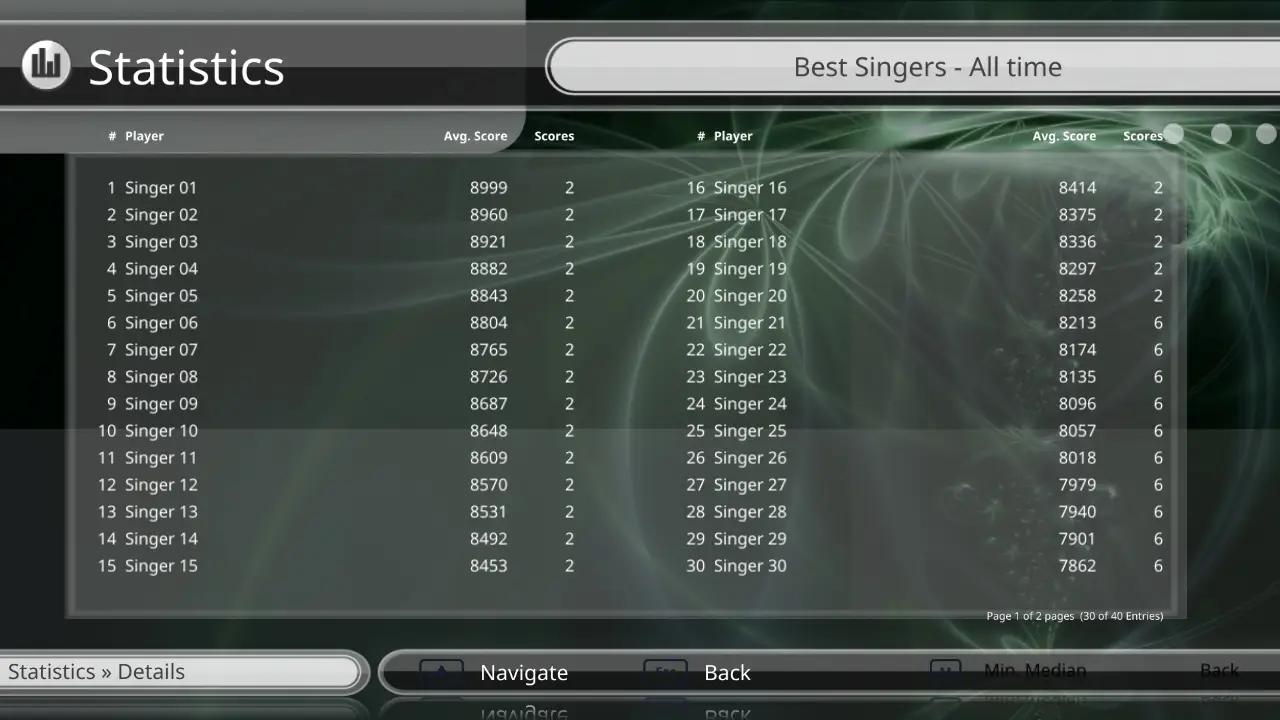 Statistics
Best Singers - All time
# Player Avg. Score Scores # Player Avg. Score Scores
1 Singer 01 8999 2 16 Singer 16 8414 2
2 Singer 02 8960 2 17 Singer 17 8375 2
3 Singer 03 8921 2 18 Singer 18 8336 2
4 Singer 04 8882 2 19 Singer 19 8297 2
5 Singer 05 8843 2 20 Singer 20 8258 2
6 Singer 06 8804 2 21 Singer 21 8213 6
7 Singer 07 8765 2 22 Singer 22 8174 6
8 Singer 08 8726 2 23 Singer 23 8135 6
9 Singer 09 8687 2 24 Singer 24 8096 6
10 Singer 10 8648 2 25 Singer 25 8057 6
11 Singer 11 8609 2 26 Singer 26 8018 6
12 Singer 12 8570 2 27 Singer 27 7979 6
13 Singer 13 8531 2 28 Singer 28 7940 6
14 Singer 14 8492 2 29 Singer 29 7901 6
15 Singer 15 8453 2 30 Singer 30 7862 6
Page 1 of 2 pages (30 of 40 Entries)
Statistics » Details Navigate Back Min. Median Back